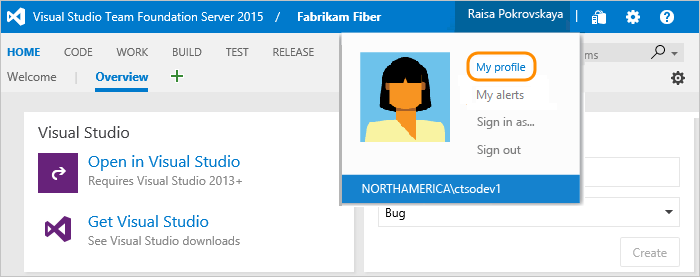 Visual Studio Team Foundation Server 2015 / Fabrikam Fiber Raisa Pokrovskaya
HOME CODE WORK BUILD TEST RELEASE
Welcome Overview
My profile
My alerts
Sign in as...
Sign out
NORTHAMERICA\ctsodev1
Visual Studio
Open in Visual Studio
Requires Visual Studio 2013+
Get Visual Studio
See Visual Studio downloads
Bug
Create